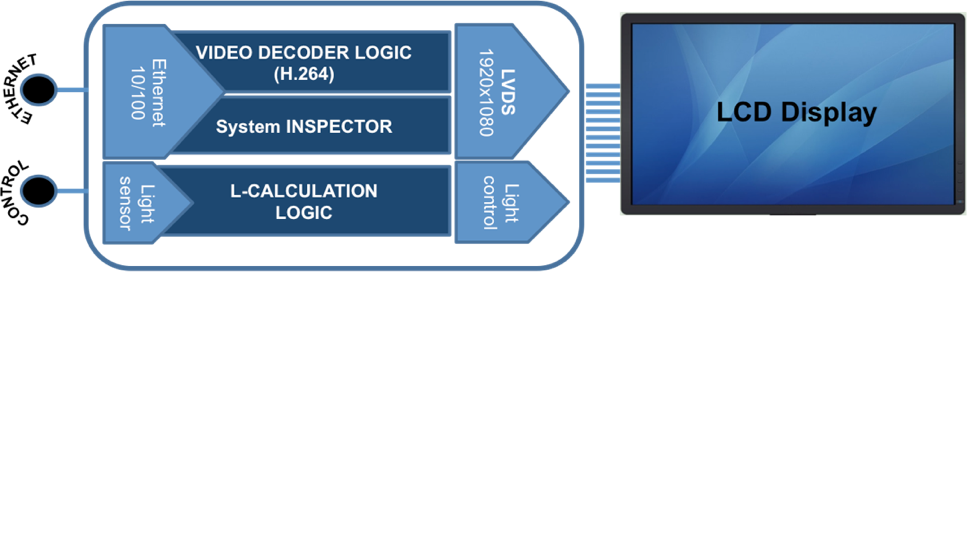 ETHERNET
Ethernet
10/100
VIDEO DECODER LOGIC
(H.264)
System INSPECTOR
LVDS
1920x1080
LCD Display
CONTROL
Light
sensor
L-CALCULATION
LOGIC
Light
control